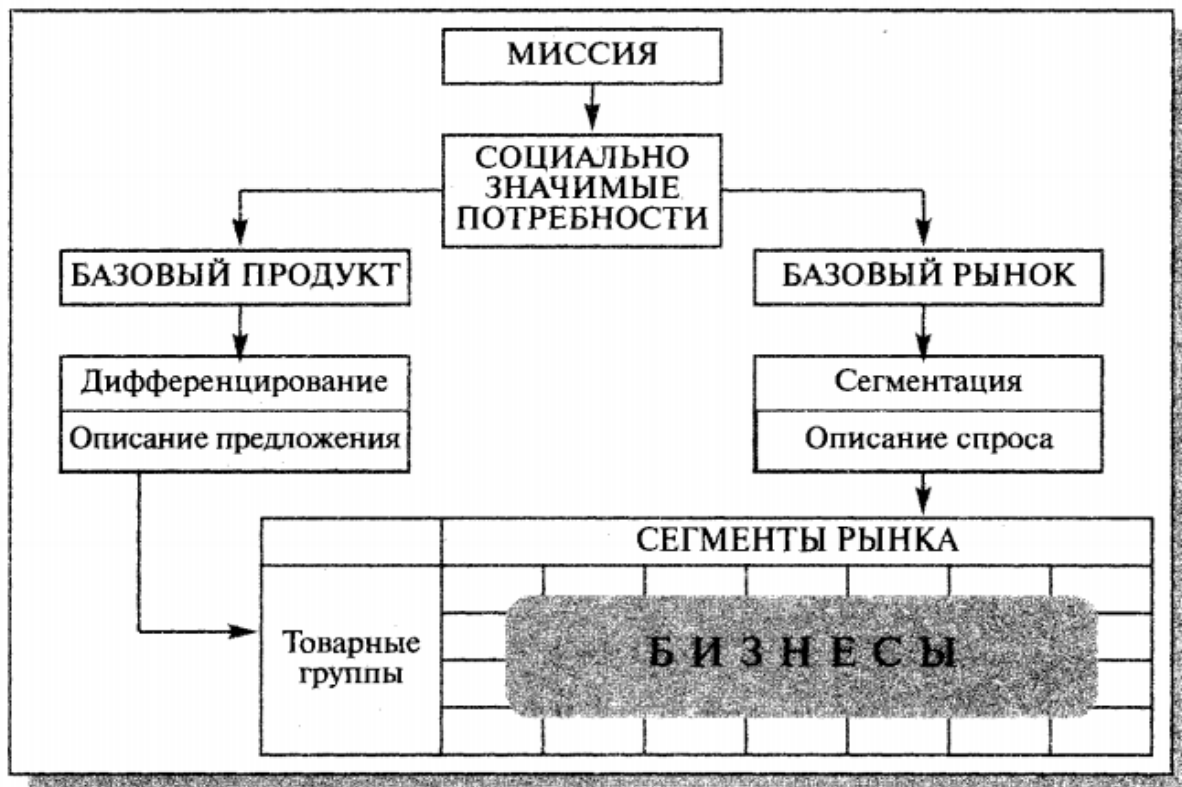 МИССИЯ
СОЦИАЛЬНО
ЗНАЧИМЫЕ
ПОТРЕБНОСТИ
БАЗОВЫЙ ПРОДУКТ
БАЗОВЫЙ РЫНОК
Дифференцирование
Описание предложения
Сегментация
Описание спроса
СЕГМЕНТЫ РЫНКА
Товарные
группы
БИЗНЕСЫ